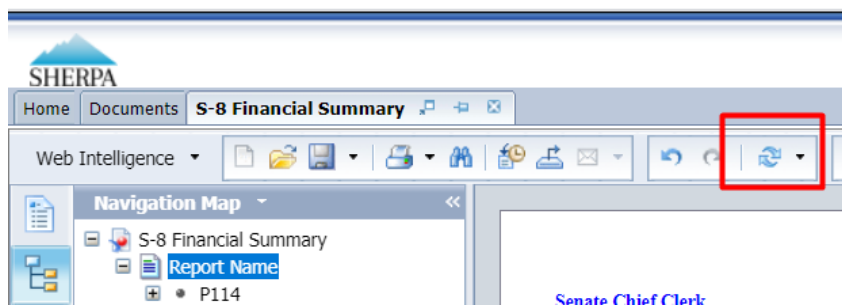 SHERPA
Home Documents S-8 Financial Summary
Web Intelligence
Navigation Map
S-8 Financial Summary
Report Name
P114
Senate Chief Clerk